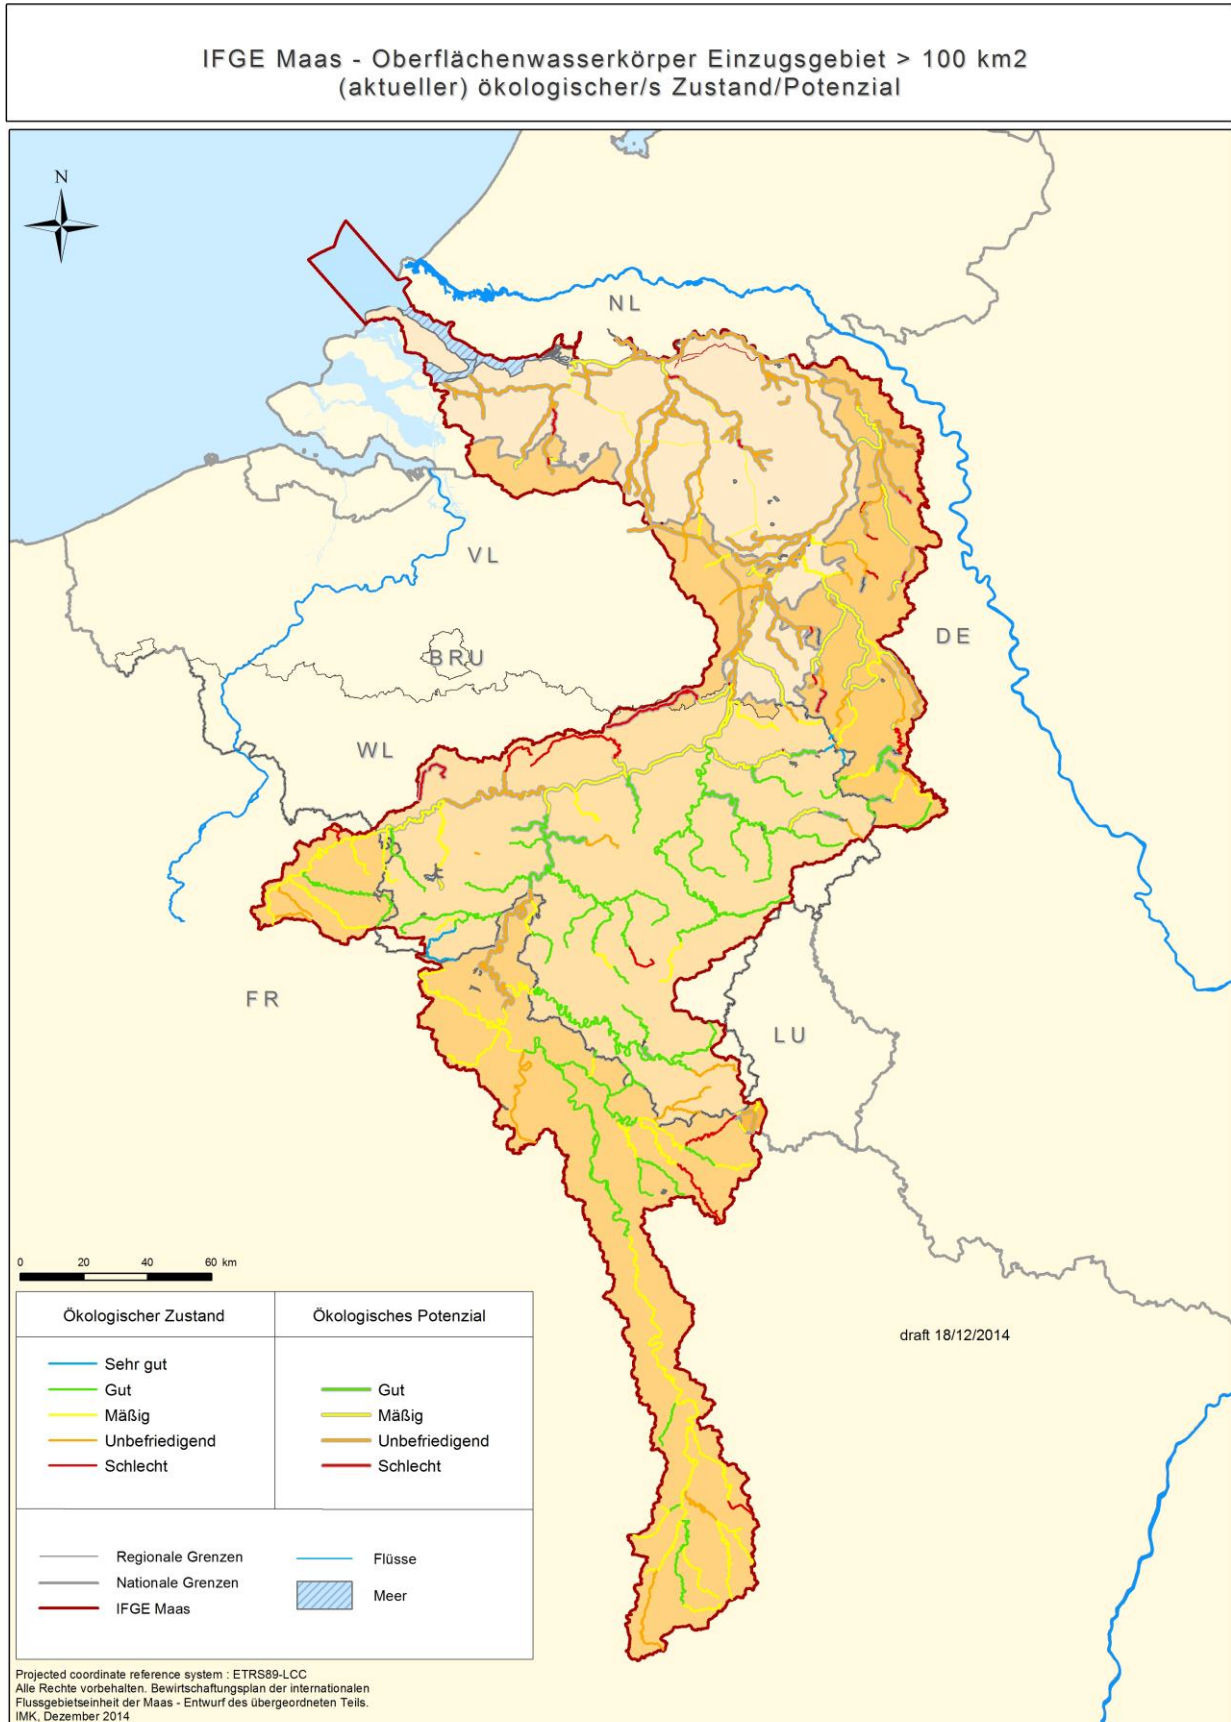 IFGE Maas - Oberflächenwasserkörper Einzugsgebiet > 100 km2
(aktueller) ökologischer/s Zustand/Potenzial
N
NL
VL
DE
BRU
WL
FR
LU
0 20 40 60 km
draft 18/12/2014
Ökologischer Zustand
Sehr gut
Gut
Mäßig
Unbefriedigend
Schlecht
Ökologisches Potenzial
Gut
Mäßig
Unbefriedigend
Schlecht
Regionale Grenzen
Nationale Grenzen
IFGE Maas
Flüsse
Meer
Projected coordinate reference system : ETRS89-LCC
Alle Rechte vorbehalten. Bewirtschaftungsplan der internationalen
Flussgebietseinheit der Maas - Entwurf des übergeordneten Teils.
IMK, Dezember 2014